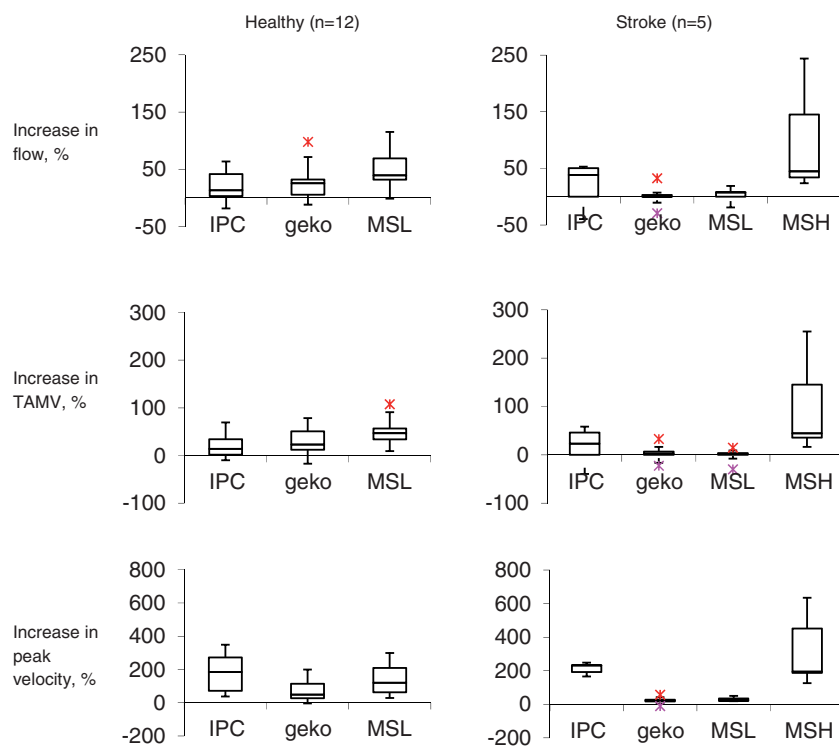 Healthy (n=12)
Stroke (n=5)
Increase in
flow, %
250
150
50
-50
IPC
geko
MSL
250
150
50
-50
IPC
geko
MSL
MSH
Increase in
TAMV, %
300
200
100
0
-100
IPC
geko
MSL
300
200
100
0
-100
IPC
geko
MSL
MSH
Increase in
peak
velocity, %
800
600
400
200
0
-200
IPC
geko
MSL
800
600
400
200
0
-200
IPC
geko
MSL
MSH